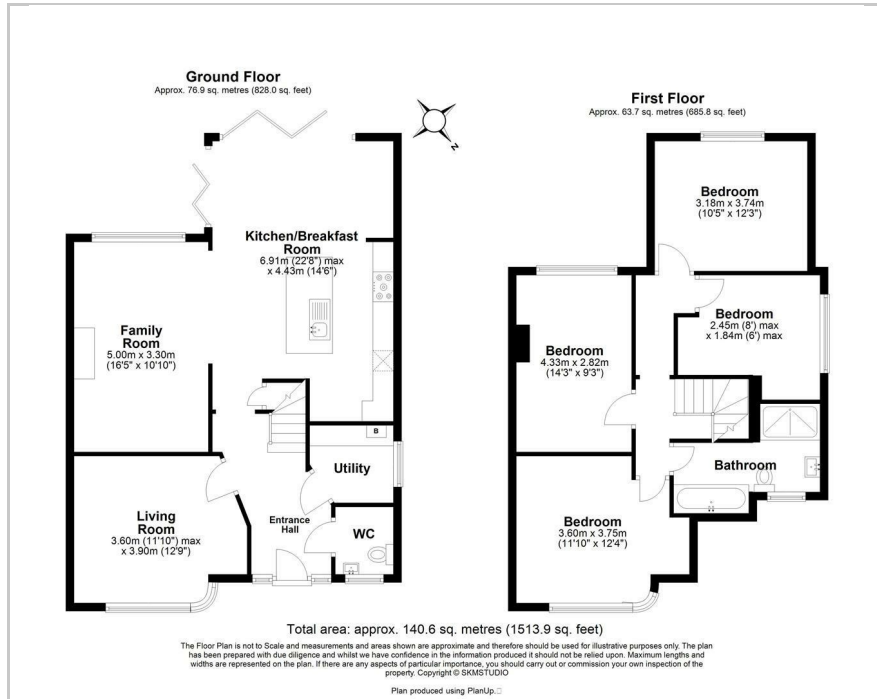 Ground Floor
Approx. 76.9 sq. metres (828.0 sq. feet)
N
Kitchen/Breakfast
Room
6.91m (22'8") max
x 4.43m (14'6")
Family
Room
5.00m x 3.30m
(16'5" x 10'10")
B
Utility
Living
Room
3.60m (11'10") max
x 3.90m (12'9")
Entrance
Hall
WC
First Floor
Approx. 63.7 sq. metres (685.8 sq. feet)
Bedroom
3.18m x 3.74m
(10'5" x 12'3")
Bedroom
2.45m (8') max
x 1.84m (6') max
Bedroom
4.33m x 2.82m
(14'3" x 9'3")
Bathroom
Bedroom
3.60m x 3.75m
(11'10" x 12'4")
Total area: approx. 140.6 sq. metres (1513.9 sq. feet)
The Floor Plan is not to Scale and measurements and areas shown are approximate and therefore should be used for illustrative purposes only. The plan
has been prepared with due diligence and whilst we have confidence in the information produced it should not be relied upon. Maximum lengths and
widths are represented on the plan. If there are any aspects of particular importance, you should carry out or commission your own inspection of the
property. Copyright © SKMSTUDIO
Plan produced using PlanUp.